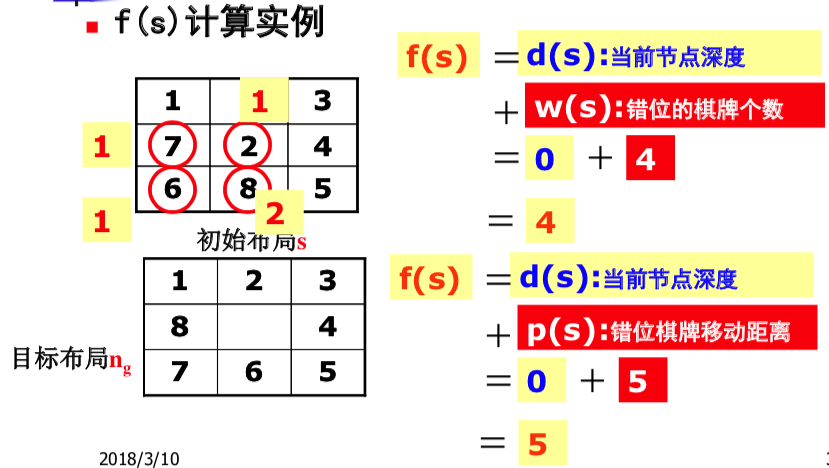 f(s)计算实例
1 1 3
1 7 2 4
6 8 5
1 2
初始布局s
1 2 3
8 4
目标布局ng
7 6 5
f(s) =d(s):当前节点深度
+ w(s):错位的棋牌个数
= 0 + 4
= 4
f(s) =d(s):当前节点深度
+ p(s):错位棋牌移动距离
= 0 + 5
= 5
2018/3/10